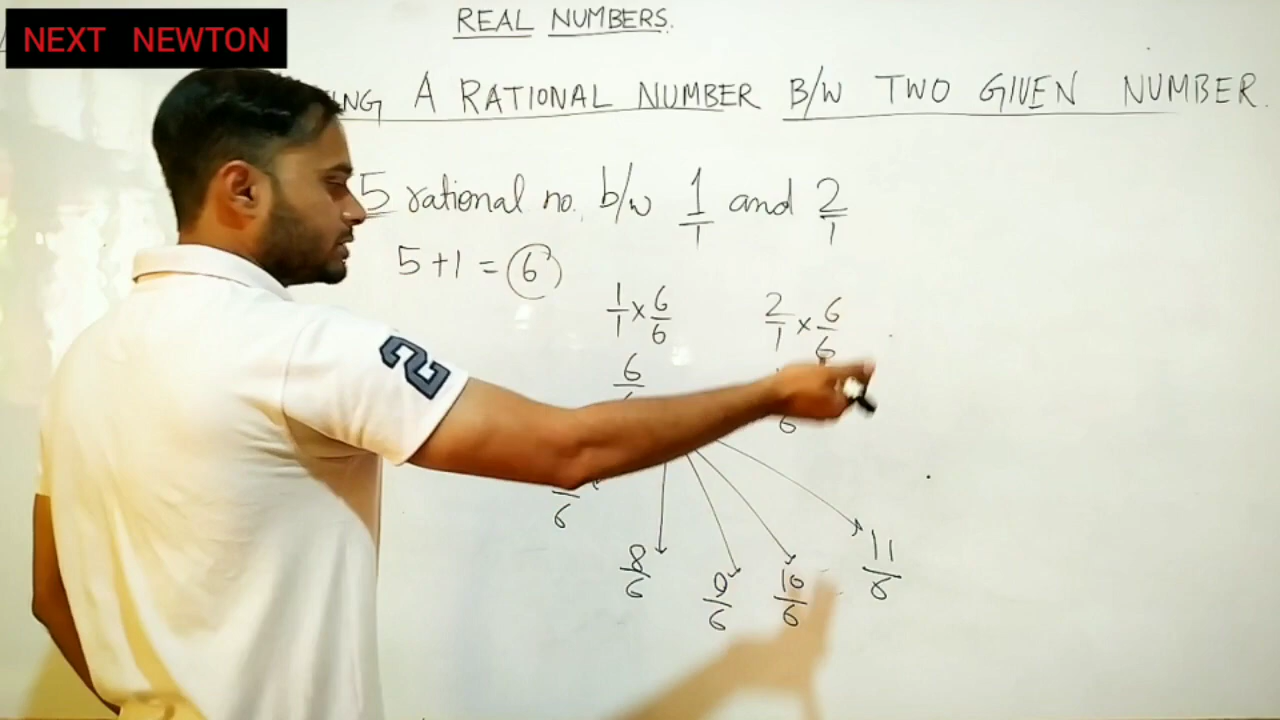 NEXT NEWTON
REAL NUMBERS.
A RATIONAL NUMBER B/W TWO GIVEN NUMBER.
5 rational no. b/w 1/1 and 2/1
5+1 = 6
1/1 × 6/6 2/1 × 6/6
6
6
6
8/6
9/6
10/6
11/6
2